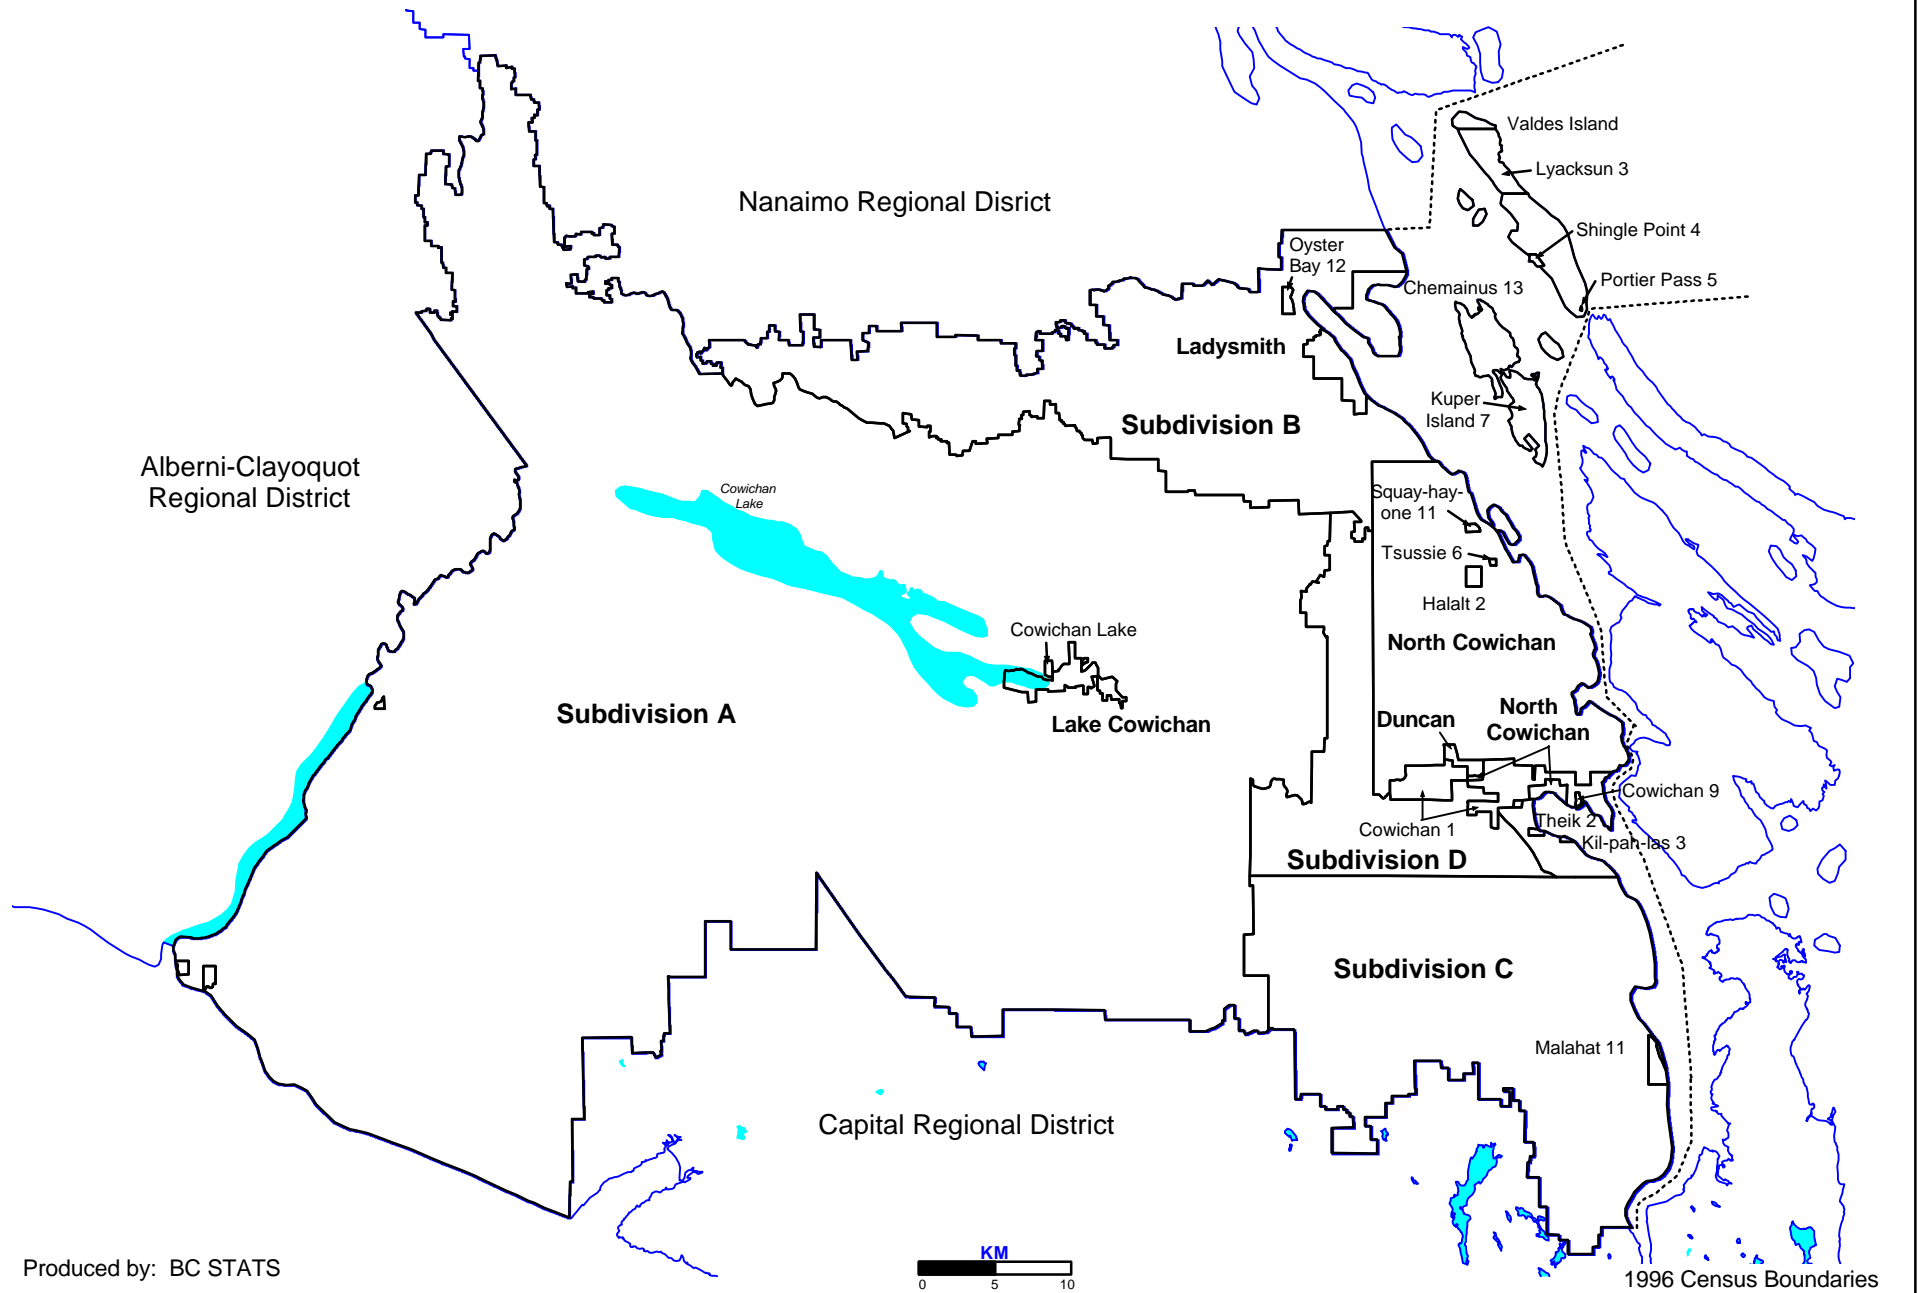 Valdes Island
Lyacksun 3
Nanaimo Regional Disrict
Shingle Point 4
Oyster
Bay 12
Portier Pass 5
Chemainus 13
Ladysmith
Kuper
Island 7
Subdivision B
Alberni-Clayoquot
Regional District
Cowichan
Lake
Squay-hay-
one 11
Tsussie 6
Halalt 2
Cowichan Lake
North Cowichan
Subdivision A
Lake Cowichan
Duncan
North
Cowichan
Cowichan 9
Theik 2
Cowichan 1
Kil-pah-las 3
Subdivision D
Subdivision C
Malahat 11
Capital Regional District
KM
0 5 10
Produced by: BC STATS
1996 Census Boundaries